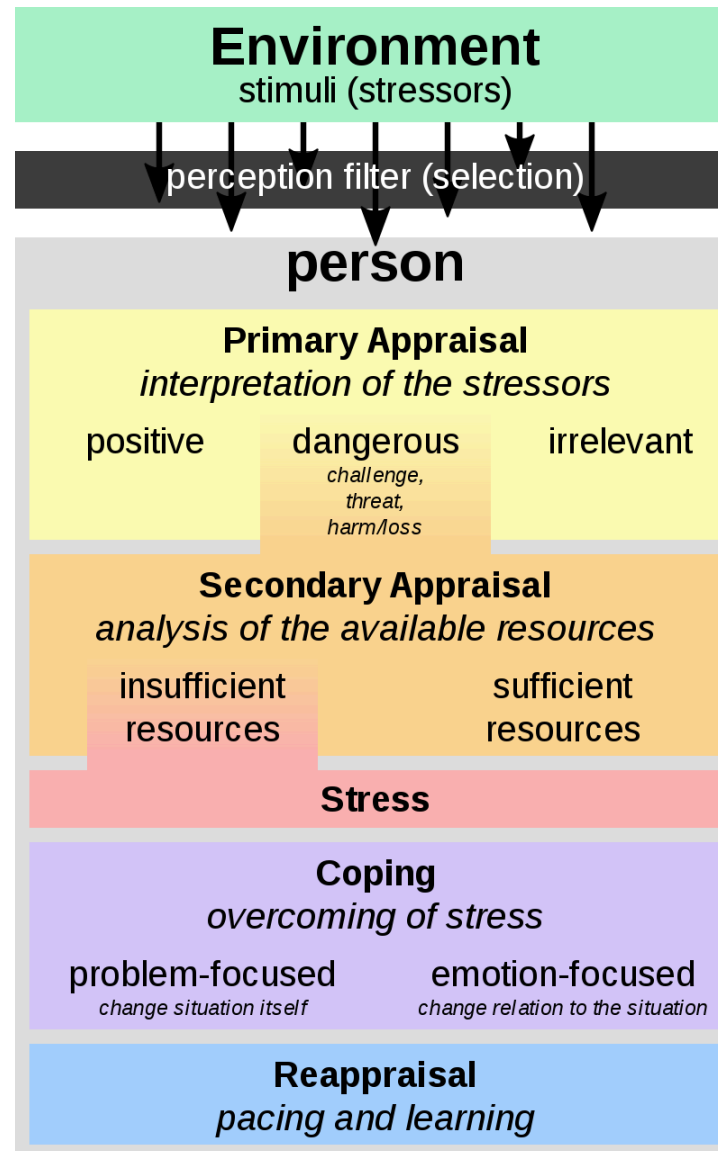 Environment
stimuli (stressors)
perception filter (selection)
person
Primary Appraisal
interpretation of the stressors
positive dangerous irrelevant
challenge,
threat,
harm/loss
Secondary Appraisal
analysis of the available resources
insufficient sufficient
resources resources
Stress
Coping
overcoming of stress
problem-focused emotion-focused
change situation itself change relation to the situation
Reappraisal
pacing and learning